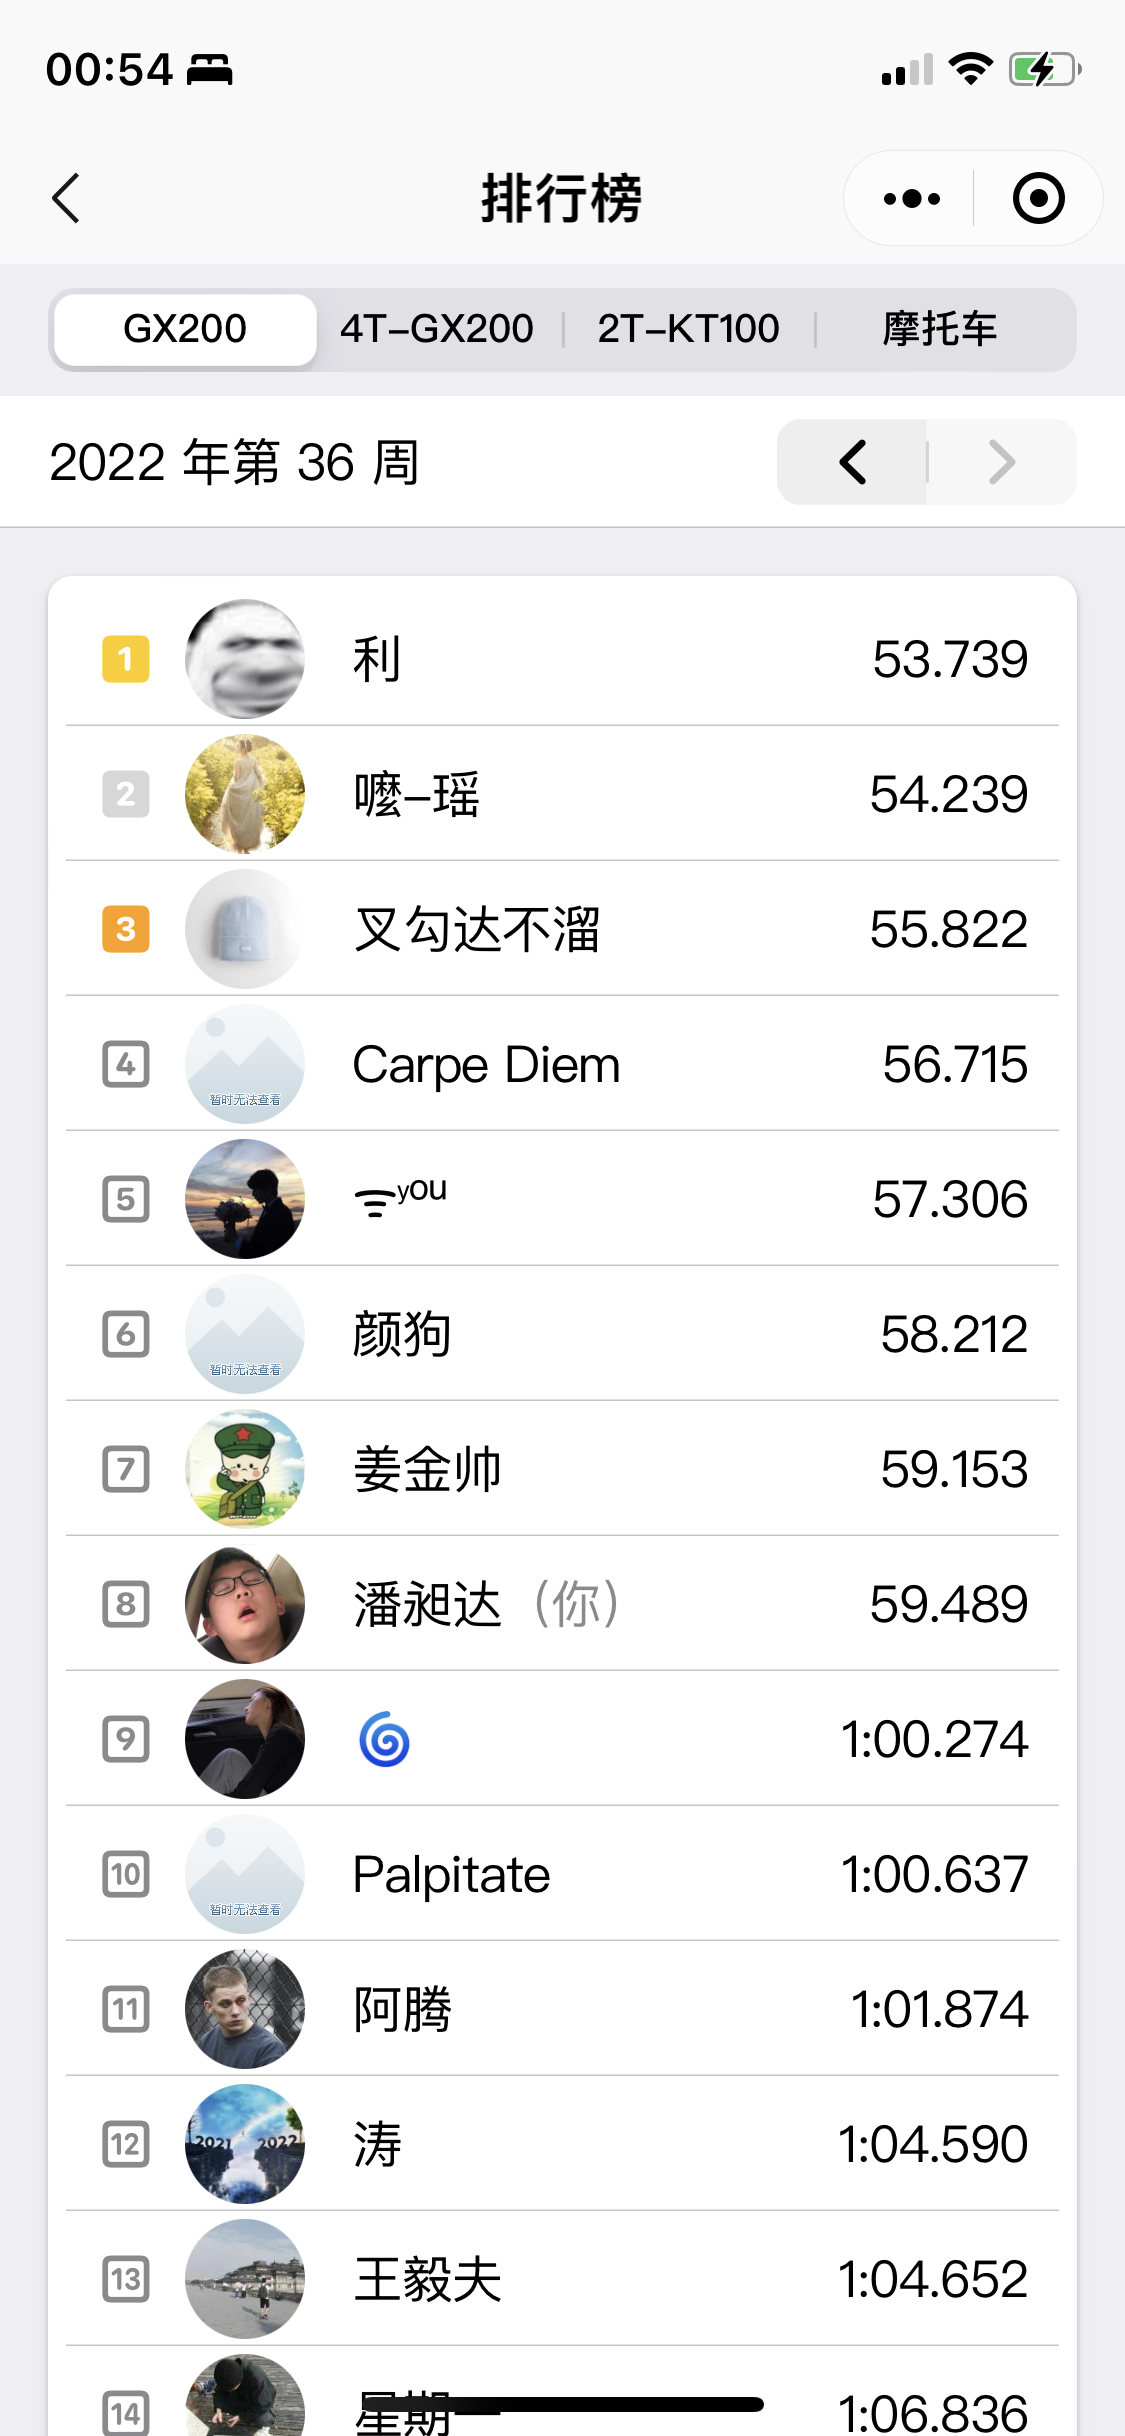 00:54
排行榜
GX200 4T-GX200 2T-KT100 摩托车
2022 年第 36 周
1 利 53.739
2 嚒-瑶 54.239
3 叉勾达不溜 55.822
4 暂时无法查看 Carpe Diem 56.715
5 you 57.306
6 暂时无法查看 颜狗 58.212
7 姜金帅 59.153
8 潘昶达（你） 59.489
9 🌀 1:00.274
10 暂时无法查看 Palpitate 1:00.637
11 阿腾 1:01.874
12 2021 2022 涛 1:04.590
13 王毅夫 1:04.652
14 星期一 1:06.836